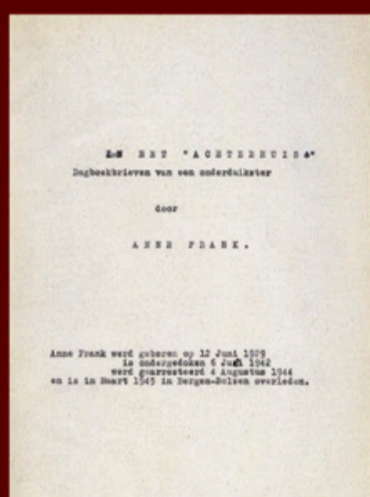 IN HET "ACHTERHUIS"
Dagboekbrieven van een onderduikster
door
ANNE FRANK.
Anne Frank werd geboren op 12 Juni 1929
is ondergedoken 6 Juli 1942
werd gearresteerd 4 Augustus 1944
en is in Maart 1945 in Bergen-Belsen overleden.